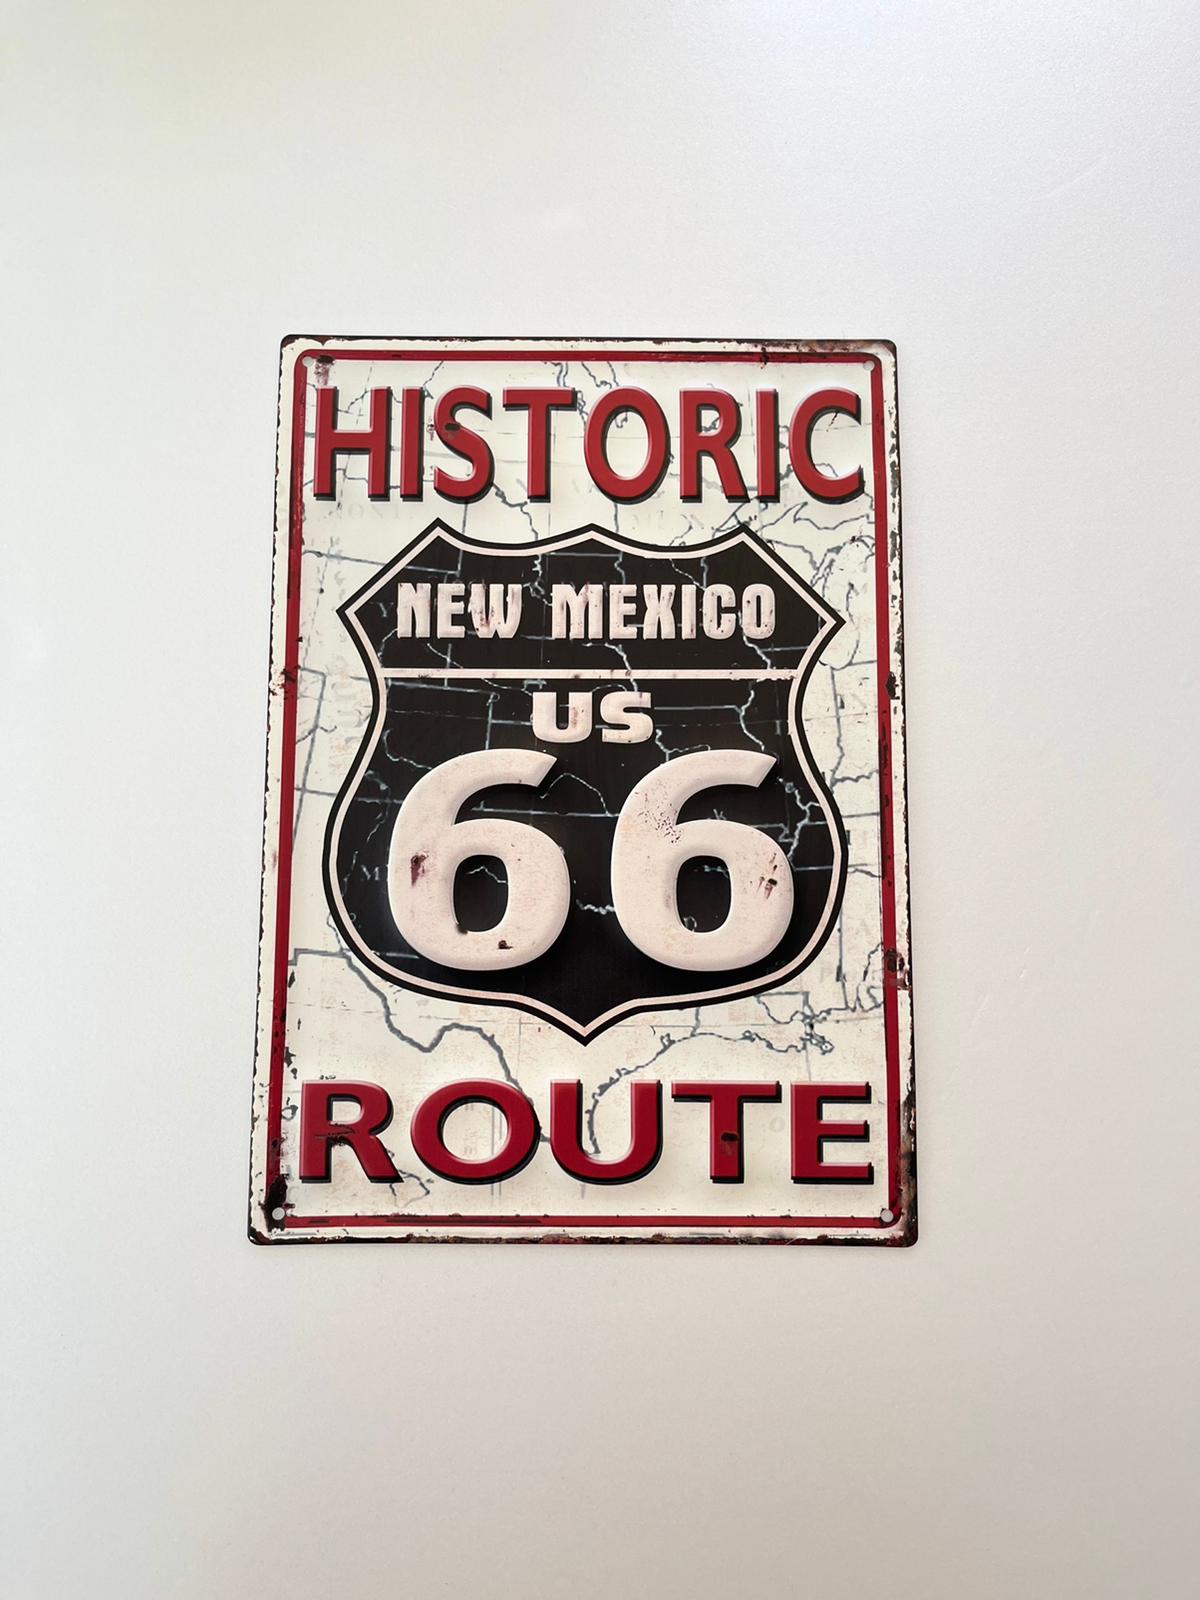 HISTORIC
NEW MEXICO
US
66
ROUTE